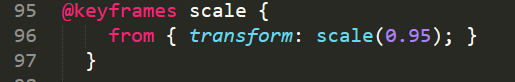 95 @keyframes scale {
96 from { transform: scale(0.95); }
97 }